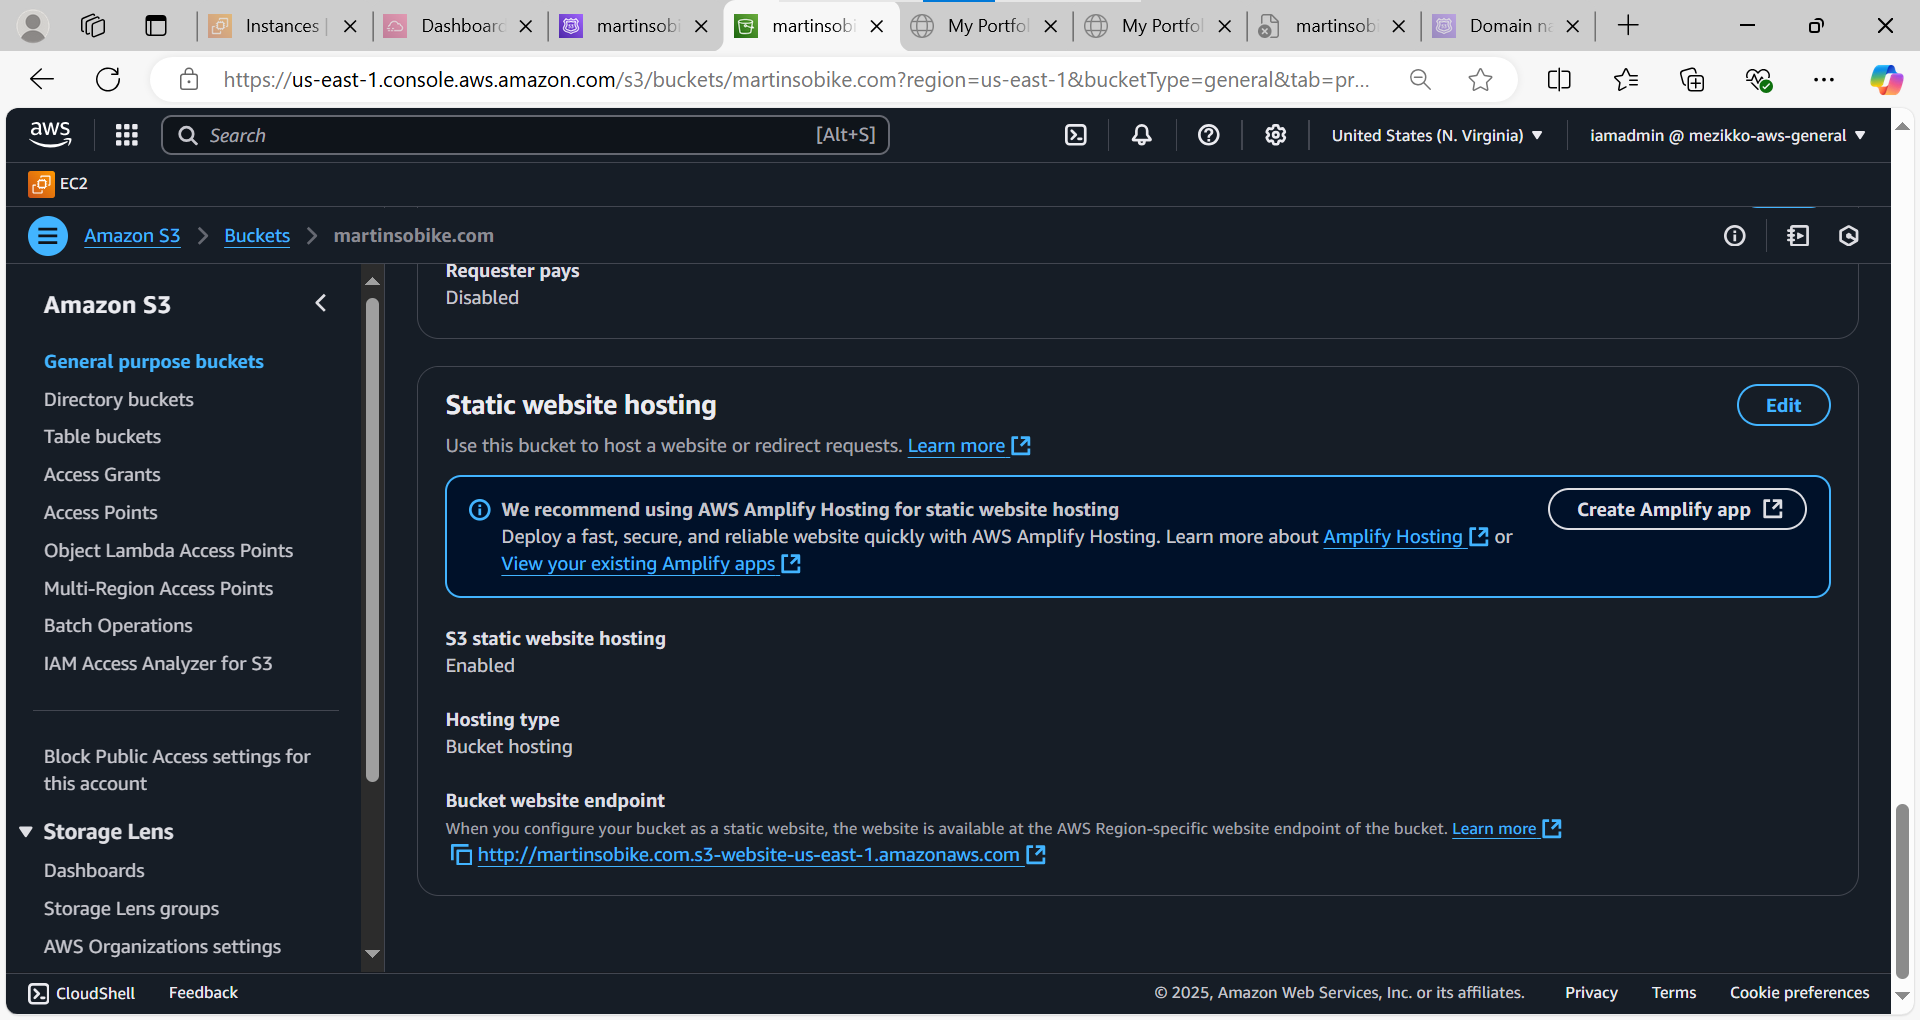 Instances
Dashboard
martinsobi
martinsobi
My Portfol
My Portfol
martinsobi
Domain na
https://us-east-1.console.aws.amazon.com/s3/buckets/martinsobike.com?region=us-east-1&bucketType=general&tab=pr...
aws
Search
[Alt+S]
United States (N. Virginia)
iamadmin @ mezikko-aws-general
EC2
Amazon S3
Buckets
martinsobike.com
Amazon S3
General purpose buckets
Directory buckets
Table buckets
Access Grants
Access Points
Object Lambda Access Points
Multi-Region Access Points
Batch Operations
IAM Access Analyzer for S3
Block Public Access settings for
this account
Storage Lens
Dashboards
Storage Lens groups
AWS Organizations settings
Requester pays
Disabled
Static website hosting
Edit
Use this bucket to host a website or redirect requests. Learn more
We recommend using AWS Amplify Hosting for static website hosting
Deploy a fast, secure, and reliable website quickly with AWS Amplify Hosting. Learn more about Amplify Hosting or
View your existing Amplify apps
Create Amplify app
S3 static website hosting
Enabled
Hosting type
Bucket hosting
Bucket website endpoint
When you configure your bucket as a static website, the website is available at the AWS Region-specific website endpoint of the bucket. Learn more
http://martinsobike.com.s3-website-us-east-1.amazonaws.com
CloudShell
Feedback
© 2025, Amazon Web Services, Inc. or its affiliates.
Privacy
Terms
Cookie preferences